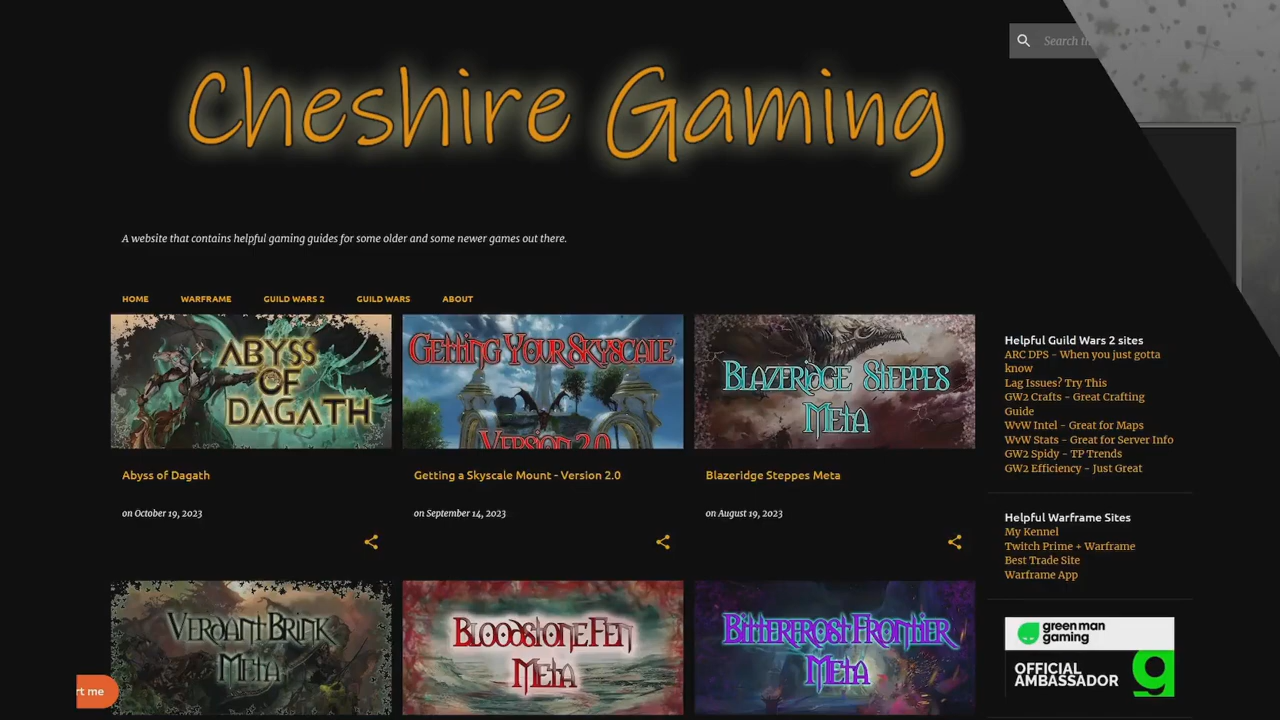 Search
Cheshire Gaming
A website that contains helpful gaming guides for some older and some newer games out there.
HOME WARFRAME GUILD WARS 2 GUILD WARS ABOUT
ABYSS
OF
DAGATH
GETTING YOUR SKYSCALE
VERSION 2.0
BLAZERIDGE STEPPES
META
Abyss of Dagath
on October 19, 2023
Getting a Skyscale Mount - Version 2.0
on September 14, 2023
Blazeridge Steppes Meta
on August 19, 2023
VERDANT BRINK
META
BLOODSTONE FEN
META
BITTERFROST FRONTIER
META
rt me
Helpful Guild Wars 2 sites
ARC DPS - When you just gotta
know
Lag Issues? Try This
GW2 Crafts - Great Crafting
Guide
WvW Intel - Great for Maps
WvW Stats - Great for Server Info
GW2 Spidy - TP Trends
GW2 Efficiency - Just Great
Helpful Warframe Sites
My Kennel
Twitch Prime + Warframe
Best Trade Site
Warframe App
green man
gaming
OFFICIAL
AMBASSADOR